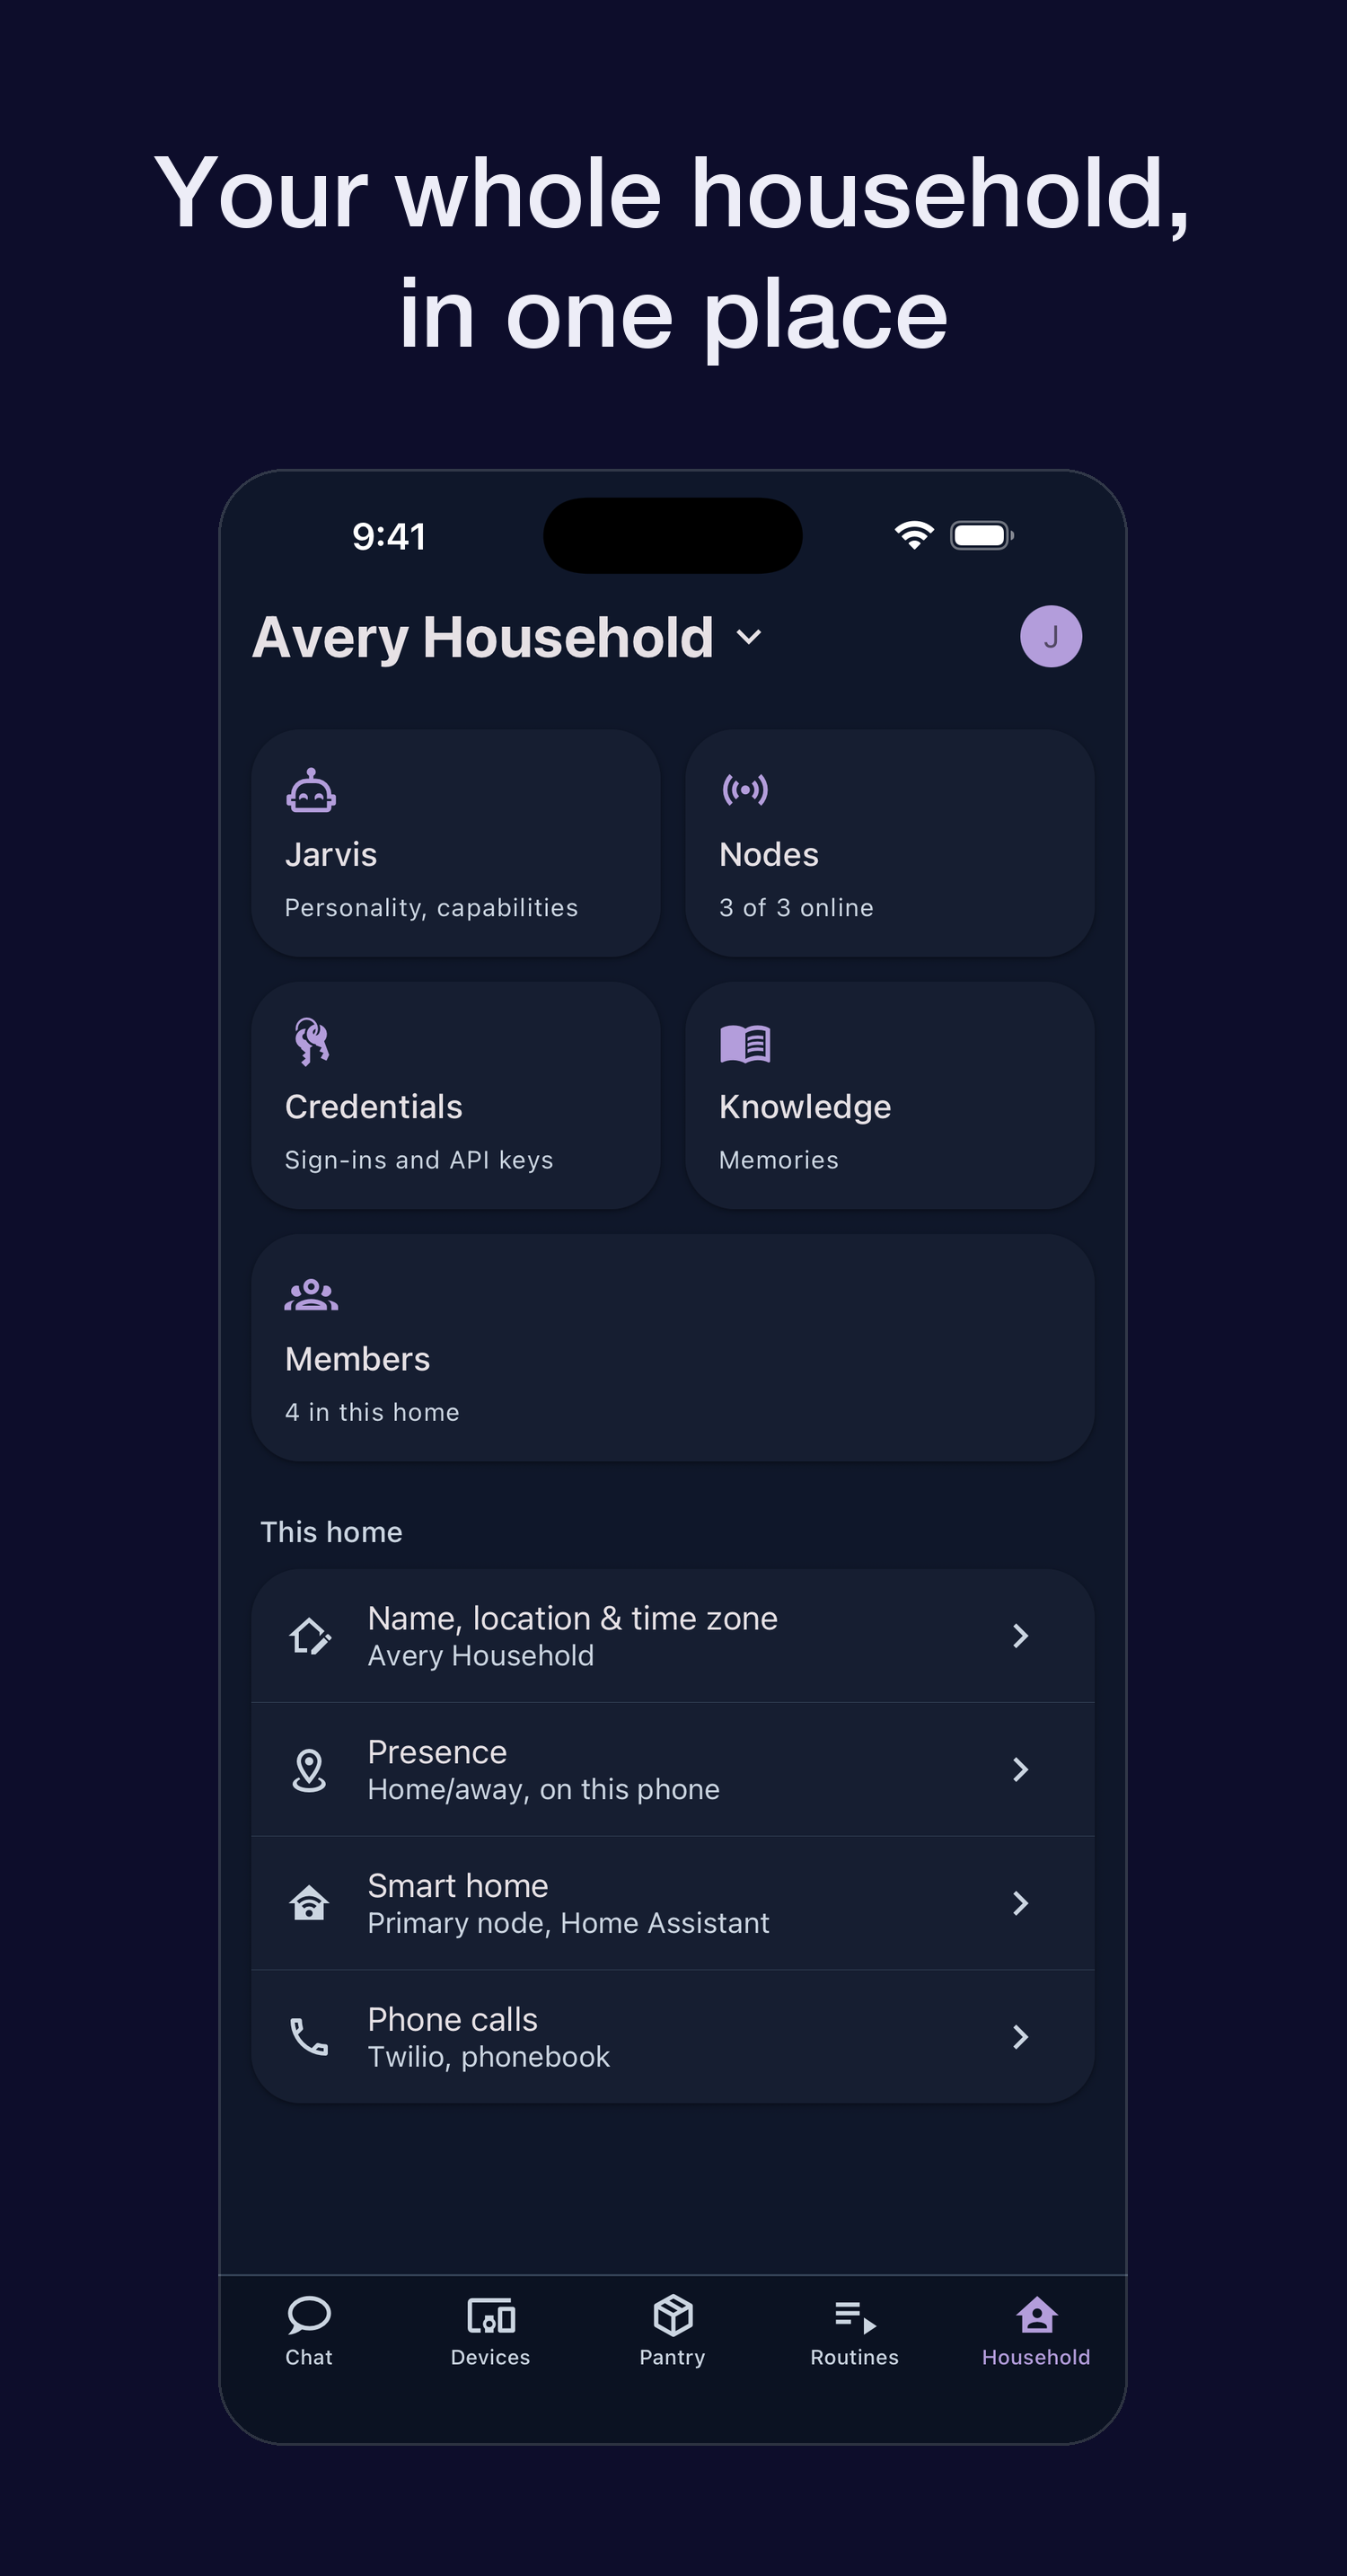 Your whole household,
in one place
9:41
Avery Household
J
Jarvis
Personality, capabilities
Nodes
3 of 3 online
Credentials
Sign-ins and API keys
Knowledge
Memories
Members
4 in this home
This home
Name, location & time zone
Avery Household
Presence
Home/away, on this phone
Smart home
Primary node, Home Assistant
Phone calls
Twilio, phonebook
Chat
Devices
Pantry
Routines
Household